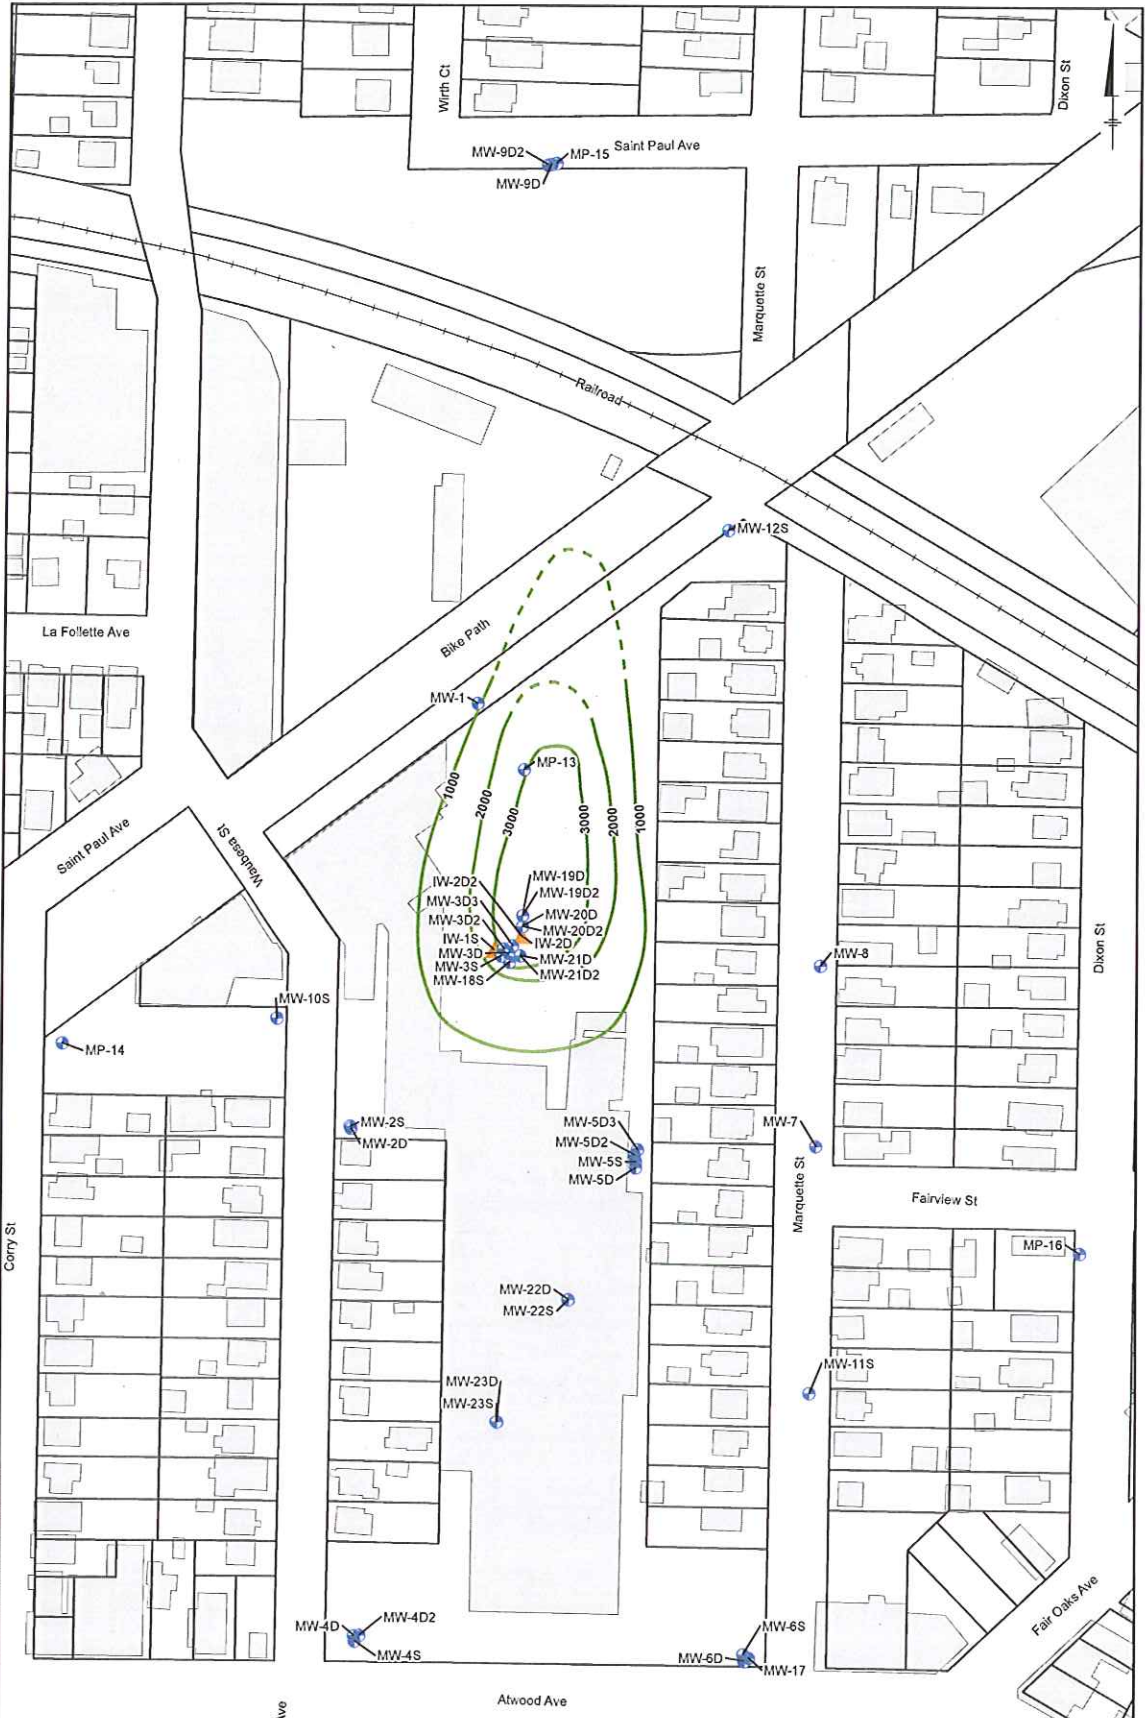 Wirth Ct
Dixon St
MW-9D2
MP-15
Saint Paul Ave
MW-9D
Marquette St
Railroad
MW-12S
La Follette Ave
Bike Path
MW-1
MP-13
1000
2000
3000
3000
2000
1000
Saint Paul Ave
Waubesa St
IW-2D2
MW-19D
MW-3D3
MW-19D2
MW-3D2
MW-20D
MW-20D2
IW-1S
IW-2D
MW-3D
MW-21D
MW-3S
MW-21D2
MW-18S
MW-8
Dixon St
MW-10S
MP-14
MW-2S
MW-2D
MW-5D3
MW-5D2
MW-5S
MW-5D
MW-7
Marquette St
Fairview St
Corry St
MP-16
MW-22D
MW-22S
MW-11S
MW-23D
MW-23S
Fair Oaks Ave
MW-4D
MW-4D2
MW-4S
MW-6S
MW-6D
MW-17
Atwood Ave
Ave